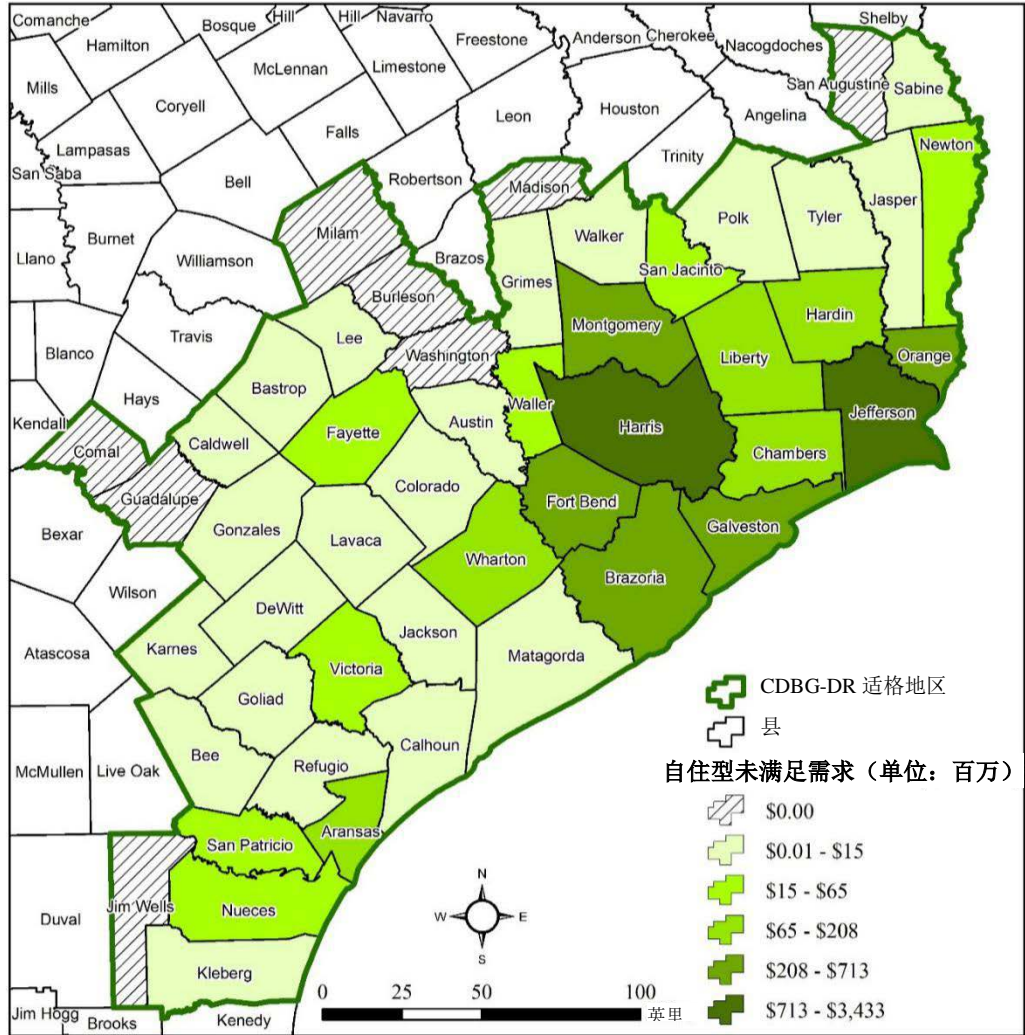 Comanche
Hamilton
Bosque
Hill
Hill
Navarro
Freestone
Anderson
Cherokee
Nacogdoches
Shelby
Mills
McLennan
Limestone
San Augustine
Sabine
Coryell
Leon
Houston
Angelina
Lampasas
Falls
Newton
San Saba
Trinity
Bell
Robertson
Madison
Jasper
Burnet
Milam
Walker
Polk
Tyler
Llano
Williamson
Brazos
San Jacinto
Grimes
Burleson
Hardin
Travis
Lee
Montgomery
Blanco
Washington
Liberty
Orange
Bastrop
Hays
Waller
Jefferson
Kendall
Fayette
Austin
Harris
Caldwell
Comal
Chambers
Colorado
Guadalupe
Fort Bend
Gonzales
Galveston
Bexar
Lavaca
Wharton
Brazoria
Wilson
DeWitt
Jackson
Atascosa
Karnes
Matagorda
Victoria
Goliad
Calhoun
Bee
Refugio
McMullen
Live Oak
Aransas
San Patricio
Duval
Jim Wells
Nueces
Kleberg
Jim Hogg
Brooks
Kenedy
N
W
E
S
0
25
50
100
英里
CDBG-DR 适格地区
县
自住型未满足需求（单位：百万）
$0.00
$0.01 - $15
$15 - $65
$65 - $208
$208 - $713
$713 - $3,433